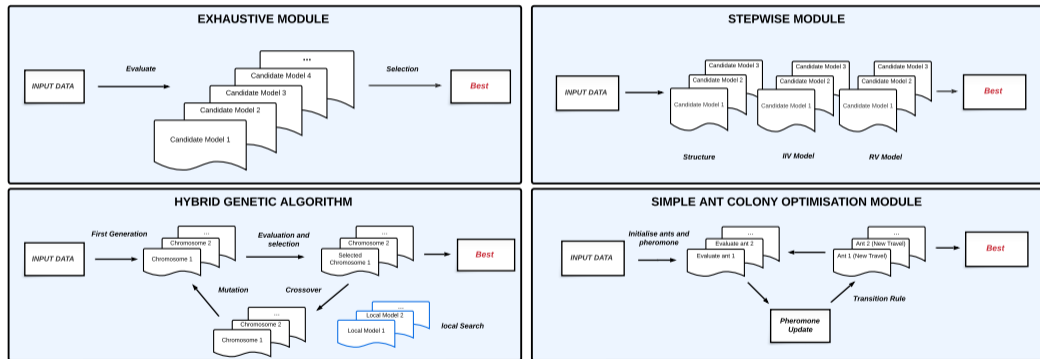 EXHAUSTIVE MODULE
INPUT DATA
Evaluate
...
Candidate Model 4
Candidate Model 3
Candidate Model 2
Candidate Model 1
Selection
Best
STEPWISE MODULE
INPUT DATA
Candidate Model 3
Candidate Model 2
Candidate Model 1
Structure
Candidate Model 3
Candidate Model 2
Candidate Model 1
IIV Model
Candidate Model 3
Candidate Model 2
Candidate Model 1
RV Model
Best
HYBRID GENETIC ALGORITHM
INPUT DATA
First Generation
...
Chromosome 2
Chromosome 1
Evaluation and
selection
...
Chromosome 2
Selected
Chromosome 1
Best
Mutation
Crossover
...
Chromosome 2
Chromosome 1
...
Local Model 2
Local Model 1
local Search
SIMPLE ANT COLONY OPTIMISATION MODULE
INPUT DATA
Initialise ants and
pheromone
...
Evaluate ant 2
Evaluate ant 1
...
Ant 2 (New Travel)
Ant 1 (New Travel)
Best
Transition Rule
Pheromone
Update